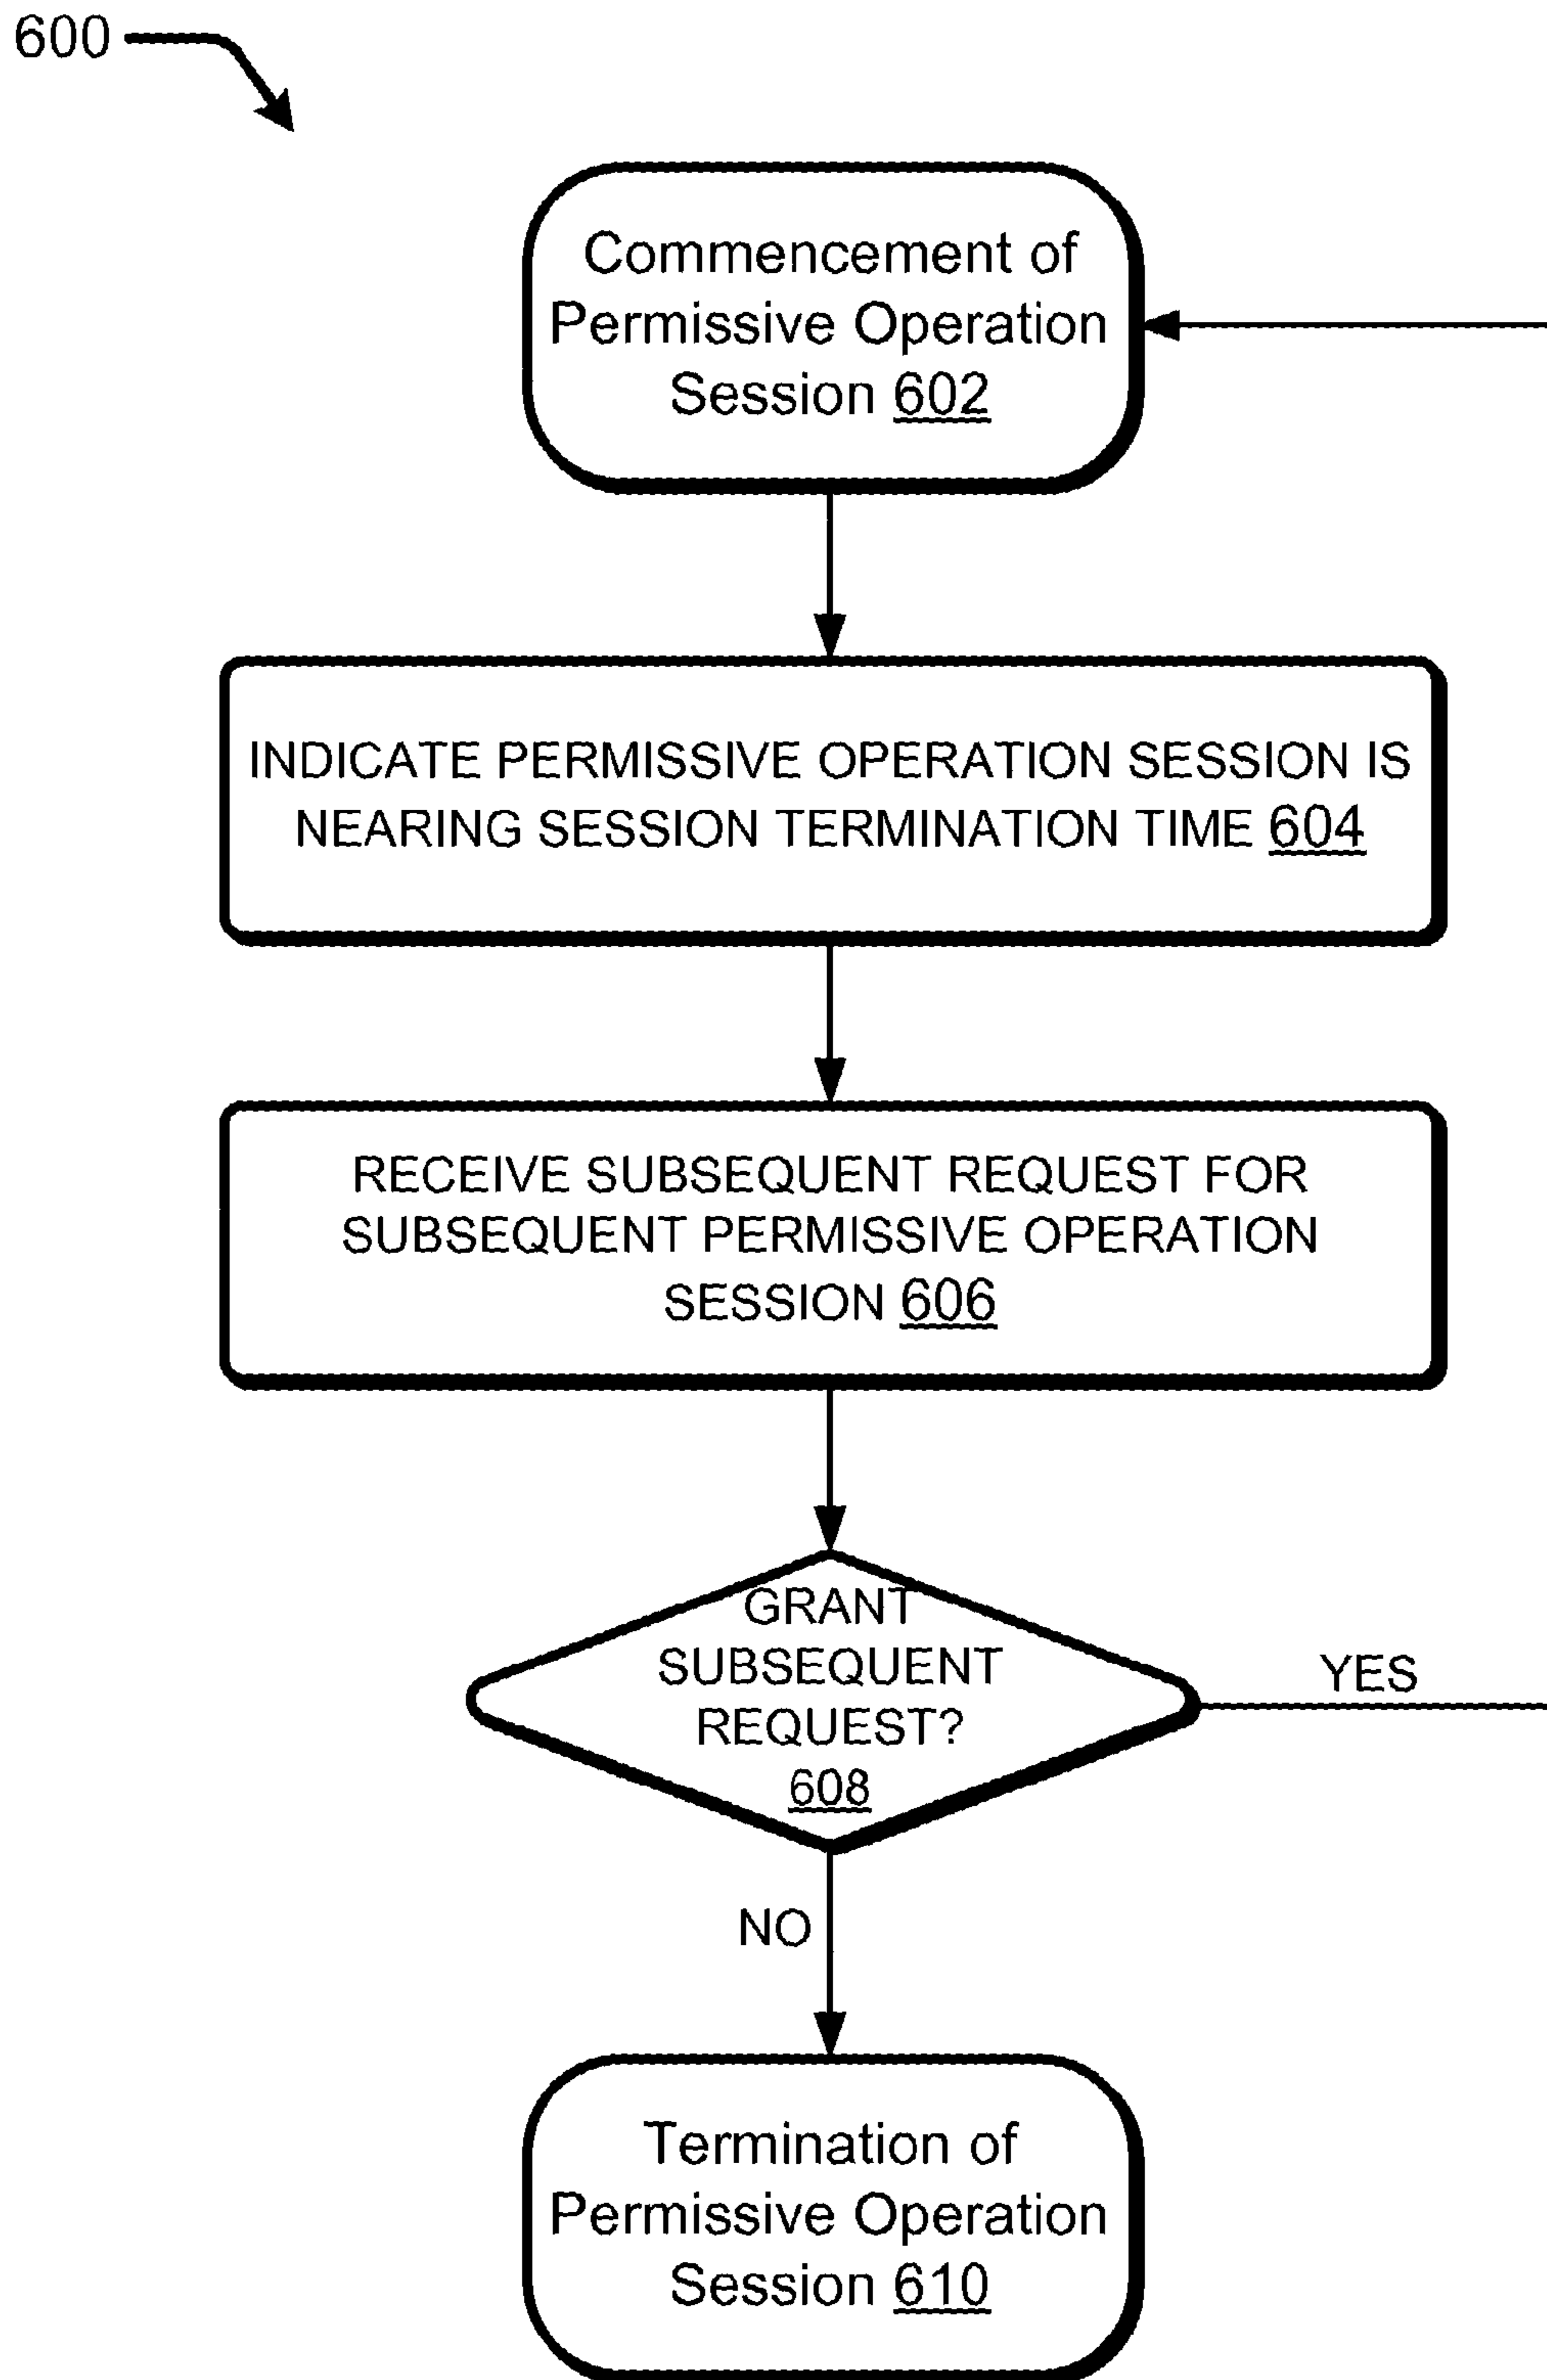 600
Commencement of
Permissive Operation
Session 602
INDICATE PERMISSIVE OPERATION SESSION IS
NEARING SESSION TERMINATION TIME 604
RECEIVE SUBSEQUENT REQUEST FOR
SUBSEQUENT PERMISSIVE OPERATION
SESSION 606
GRANT
SUBSEQUENT
REQUEST?
608
YES
NO
Termination of
Permissive Operation
Session 610